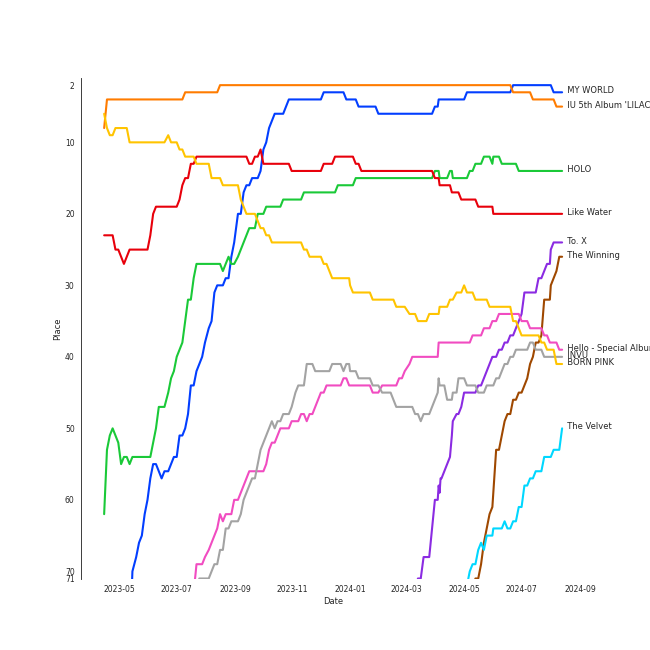 2
10
20
30
40
50
60
70
71
Place
MY WORLD
IU 5th Album 'LILAC
HOLO
Like Water
To. X
The Winning
Hello - Special Albu
INVU
BORN PINK
The Velvet
2023-05 2023-07 2023-09 2023-11 2024-01 2024-03 2024-05 2024-07 2024-09
Date